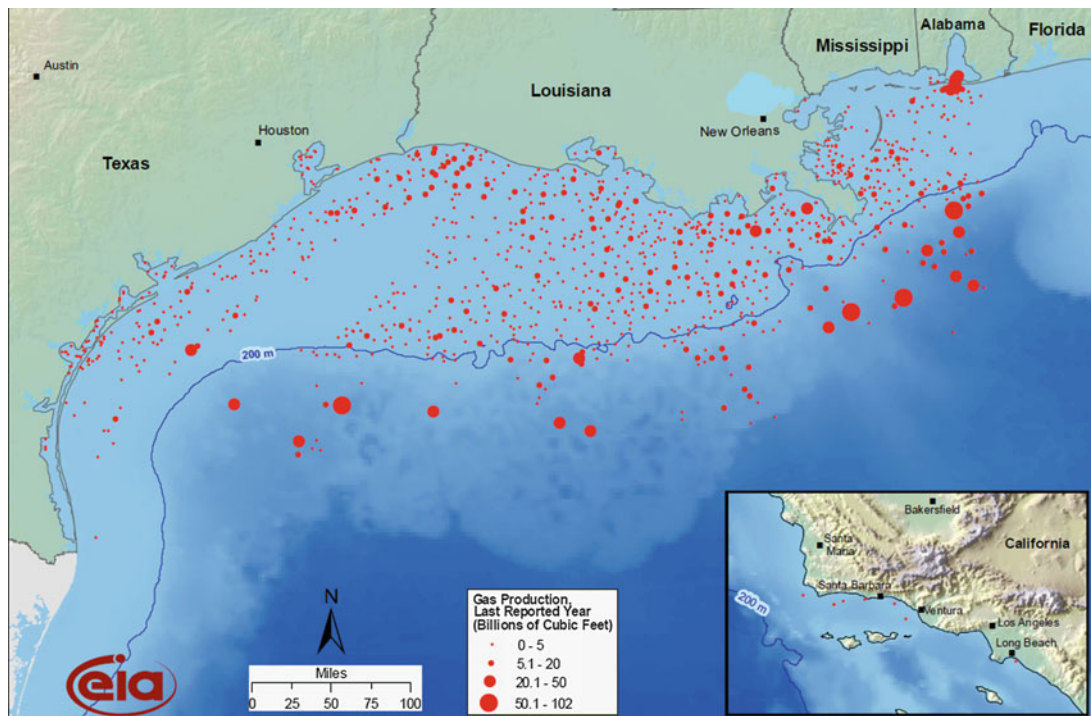 Alabama
Florida
Mississippi
Austin
Louisiana
New Orleans
Houston
Texas
200 m
200 m
N
Miles
0 25 50 75 100
eia
Gas Production,
Last Reported Year
(Billions of Cubic Feet)
0 - 5
5.1 - 20
20.1 - 50
50.1 - 102
Bakersfield
Santa
Maria
California
Santa Barbara
200 m
Ventura
Los Angeles
Long Beach